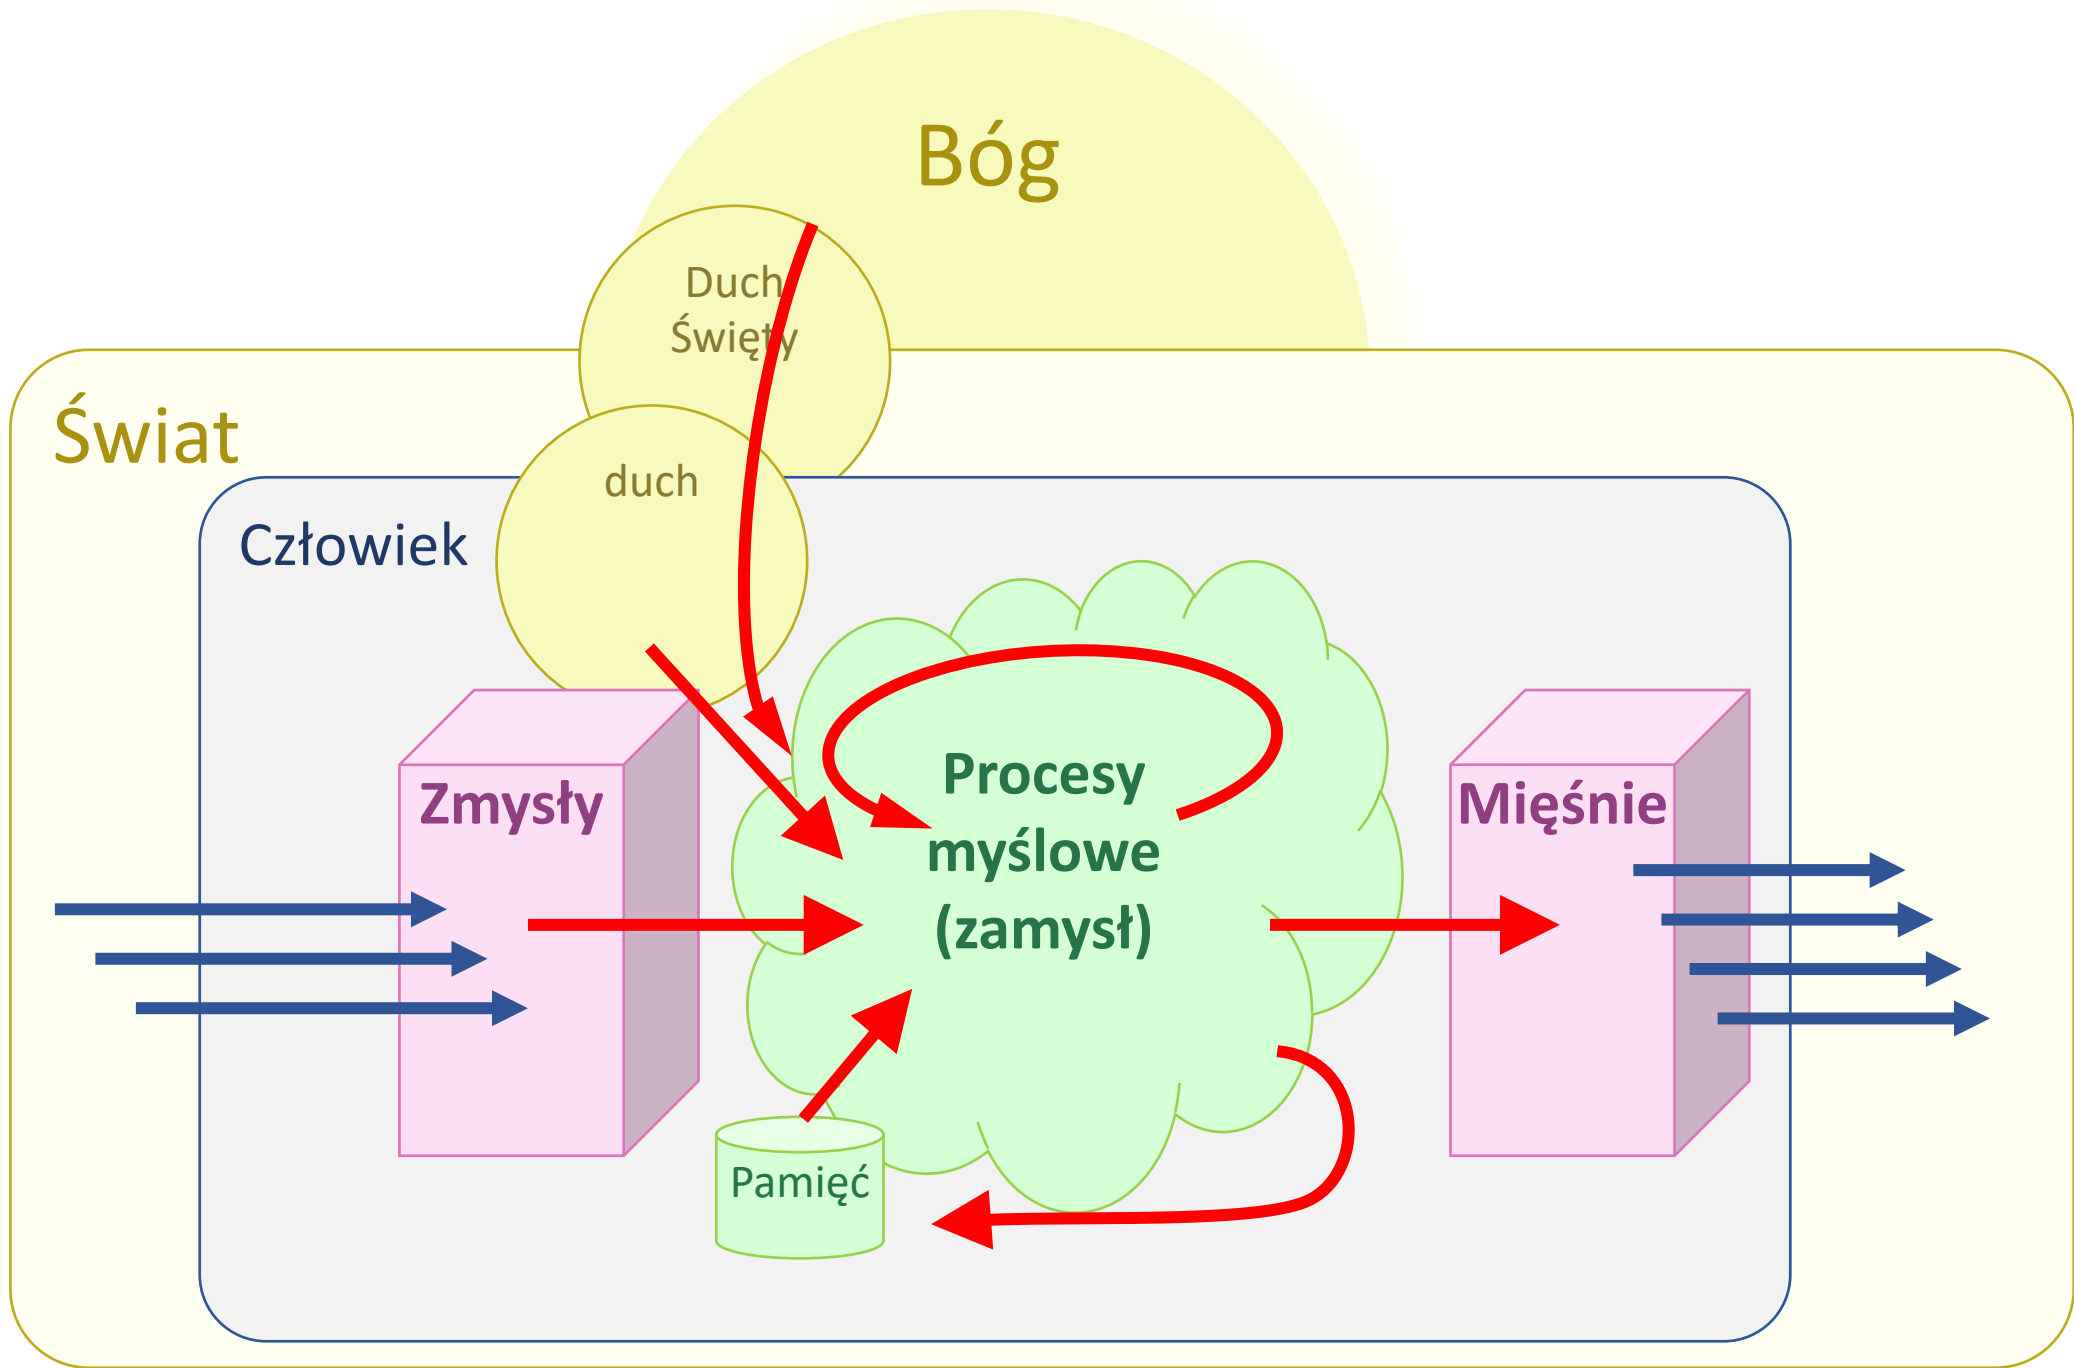 Bóg
Duch
Święty
Świat
duch
Człowiek
Zmysły
Procesy
myślowe
(zamysł)
Mięśnie
Pamięć